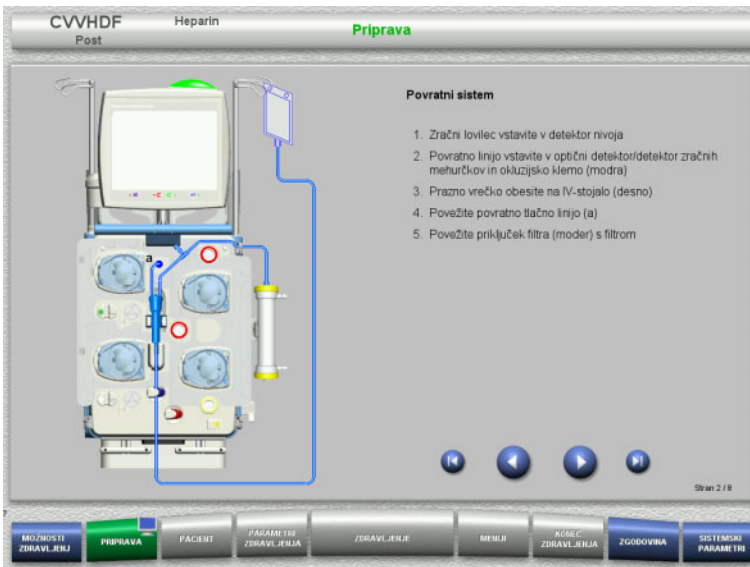 CVVHDF
Post
Heparin
Priprava
Povratni sistem
1. Zračni lovilec vstavite v detektor nivoja
2. Povratno linijo vstavite v optični detektor/detektor zračnih
mehurčkov in okluzijsko klemo (modra)
3. Prazno vrečko obesite na IV-stojalo (desno)
4. Povežite povratno tlačno linijo (a)
5. Povežite priključek filtra (moder) s filtrom
a
Stran 2 / 8
MOŽNOSTI
ZDRAVLJENJ
PRIPRAVA
PACIENT
PARAMETRI
ZDRAVLJENJA
ZDRAVLJENJE
MENIJI
KONEC
ZDRAVLJENJA
ZGODOVINA
SISTEMSKI
PARAMETRI